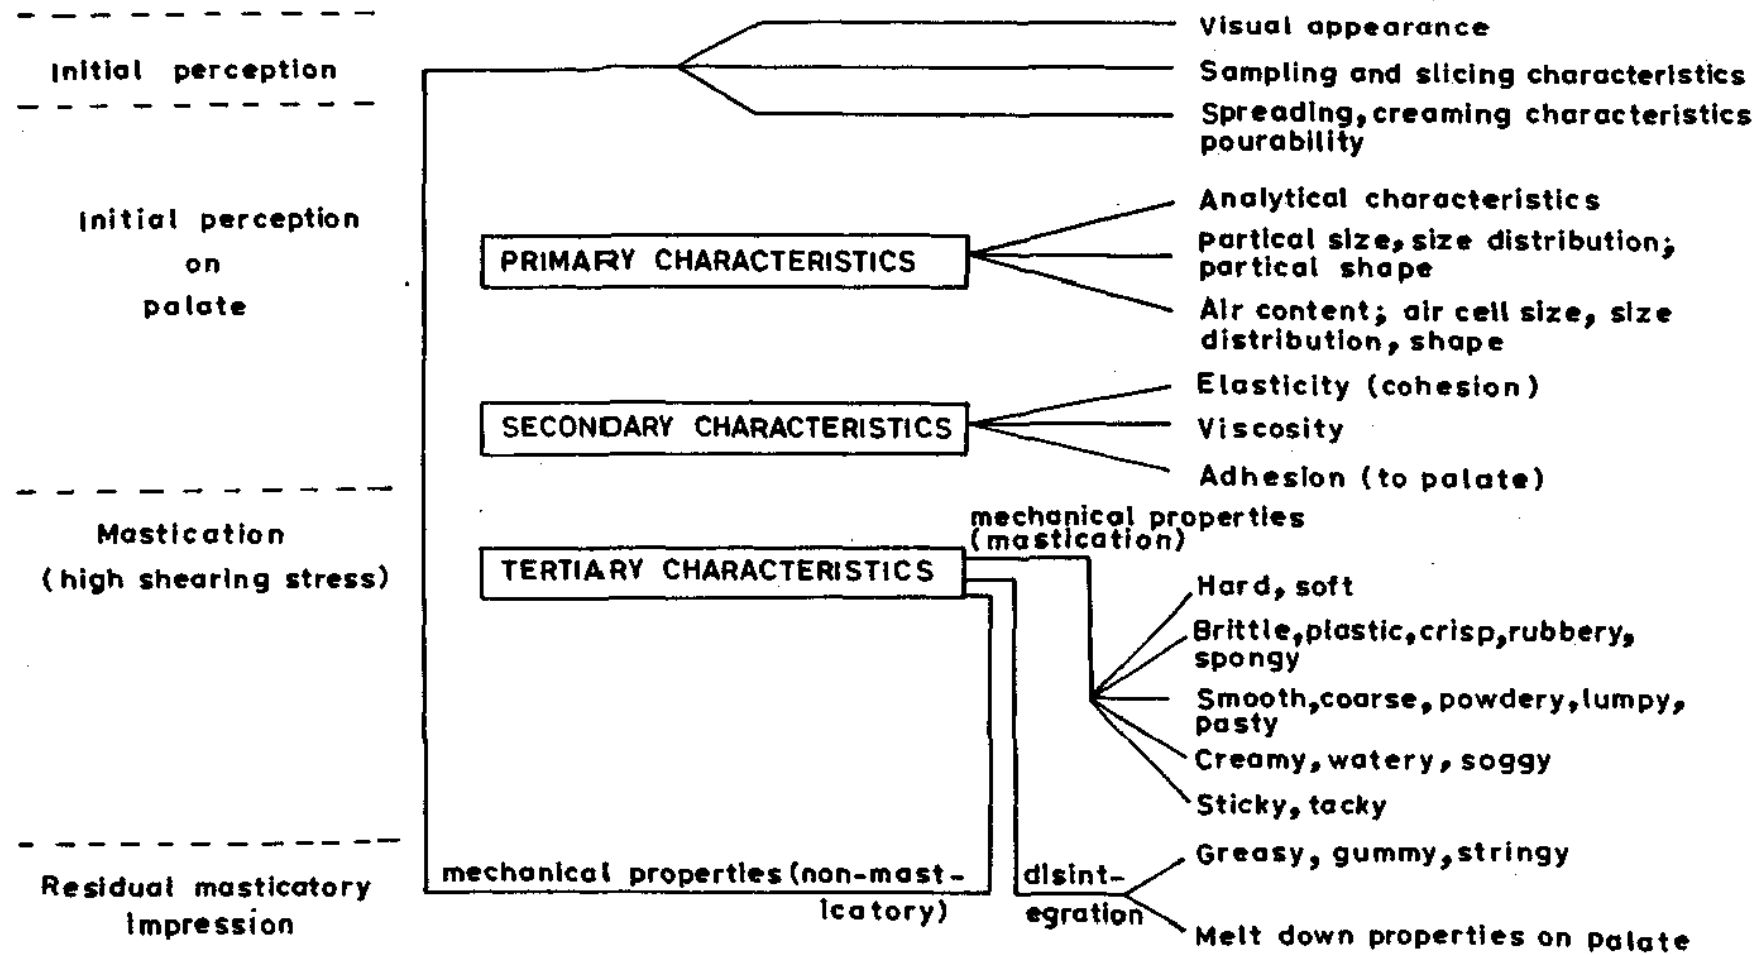 Initial perception
Visual appearance
Sampling and slicing characteristics
Spreading, creaming characteristics
pourability
Initial perception
on
palate
PRIMARY CHARACTERISTICS
Analytical characteristics
partical size, size distribution;
partical shape
Air content; air cell size, size
distribution, shape
SECONDARY CHARACTERISTICS
Elasticity (cohesion)
Viscosity
Adhesion (to palate)
Mastication
(high shearing stress)
TERTIARY CHARACTERISTICS
mechanical properties
(mastication)
Hard, soft
Brittle, plastic, crisp, rubbery,
spongy
Smooth, coarse, powdery, lumpy,
pasty
Creamy, watery, soggy
Sticky, tacky
Residual masticatory
Impression
mechanical properties (non-mast-
icatory)
disint-
egration
Greasy, gummy, stringy
Melt down properties on palate